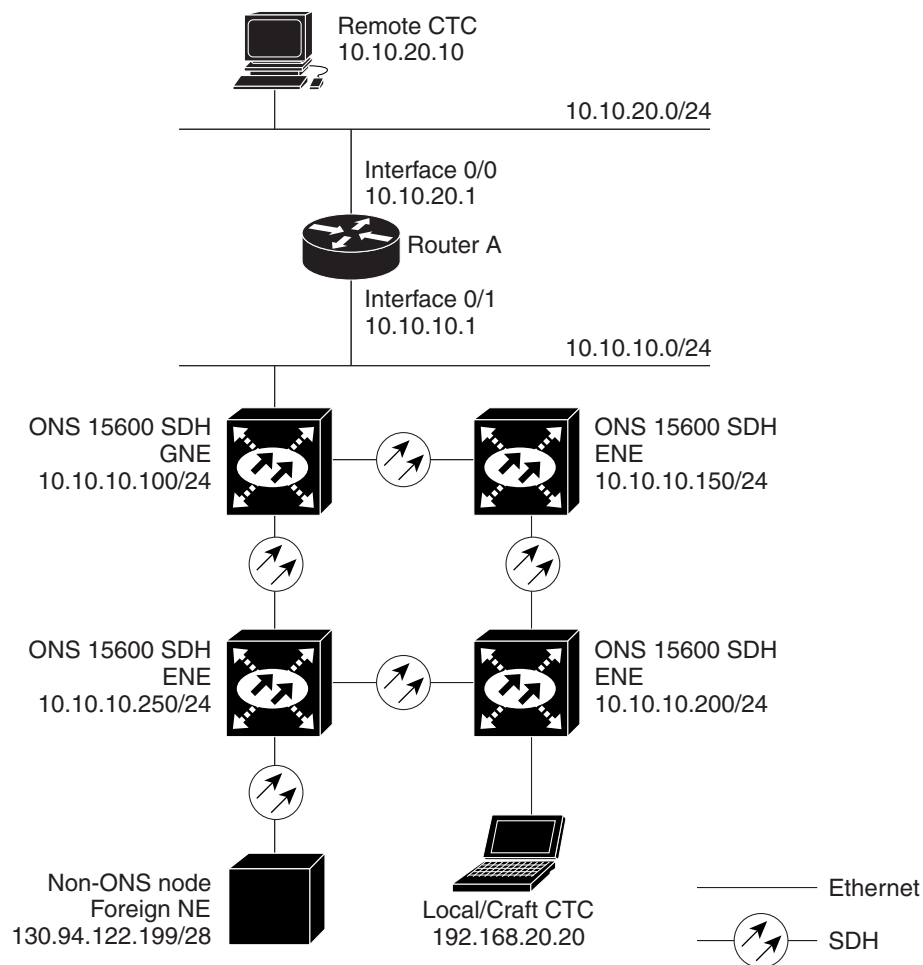 Remote CTC
10.10.20.10
10.10.20.0/24
Interface 0/0
10.10.20.1
Router A
Interface 0/1
10.10.10.1
10.10.10.0/24
ONS 15600 SDH
GNE
10.10.10.100/24
ONS 15600 SDH
ENE
10.10.10.150/24
ONS 15600 SDH
ENE
10.10.10.250/24
ONS 15600 SDH
ENE
10.10.10.200/24
Non-ONS node
Foreign NE
130.94.122.199/28
Local/Craft CTC
192.168.20.20
Ethernet
SDH